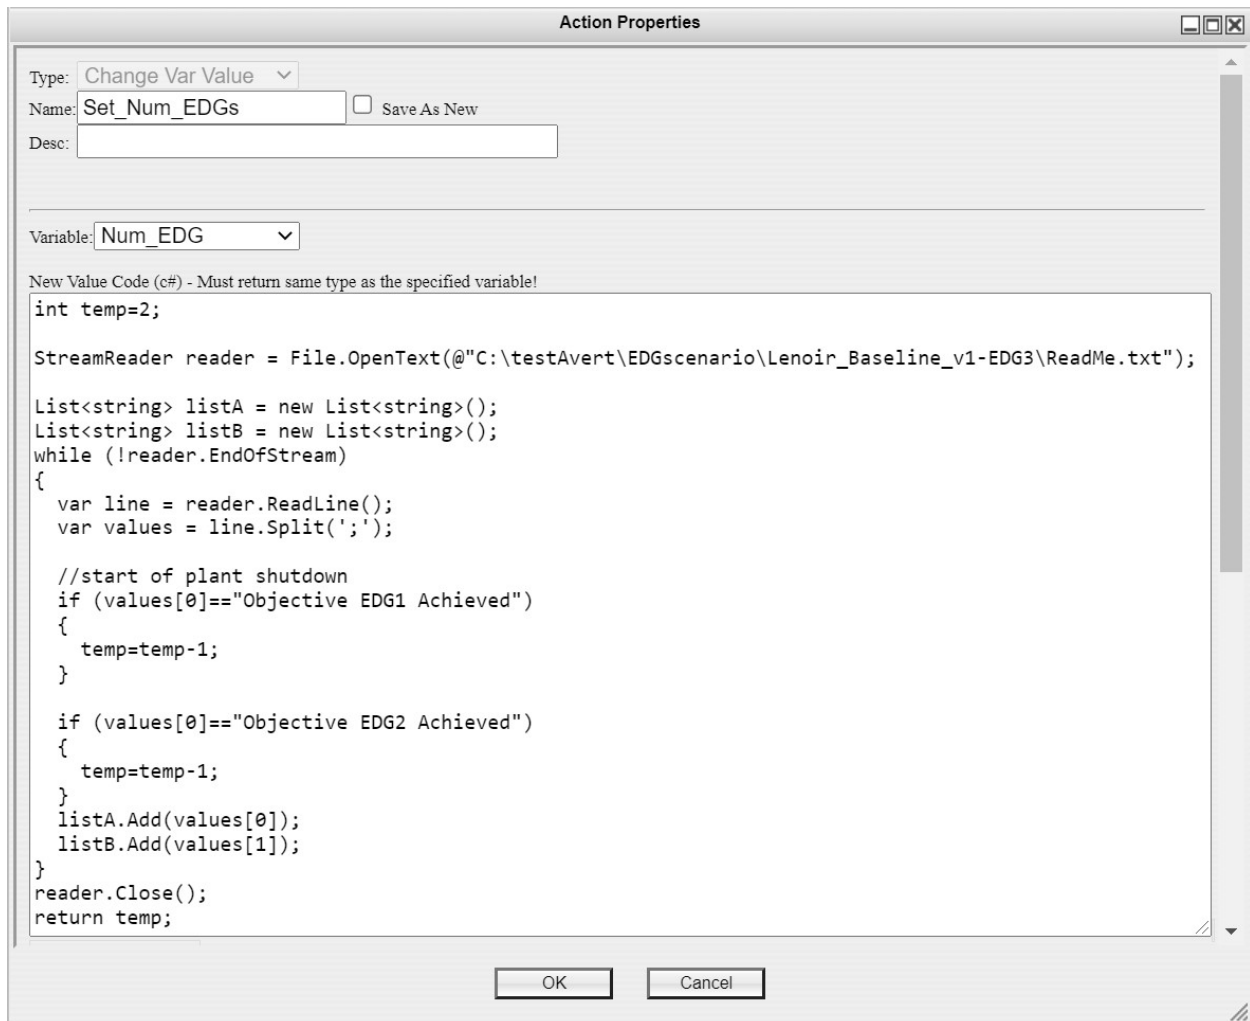 Action Properties
Type: Change Var Value
Name: Set_Num_EDGs Save As New
Desc:
Variable: Num_EDG
New Value Code (c#) - Must return same type as the specified variable!
int temp=2;
StreamReader reader = File.OpenText(@"C:\testAvert\EDGscenario\Lenoir_Baseline_v1-EDG3\ReadMe.txt");
List<string> listA = new List<string>();
List<string> listB = new List<string>();
while (!reader.EndOfStream)
{
  var line = reader.ReadLine();
  var values = line.Split(';');
  //start of plant shutdown
  if (values[0]=="Objective EDG1 Achieved")
  {
    temp=temp-1;
  }
  if (values[0]=="Objective EDG2 Achieved")
  {
    temp=temp-1;
  }
  listA.Add(values[0]);
  listB.Add(values[1]);
}
reader.Close();
return temp;
OK Cancel